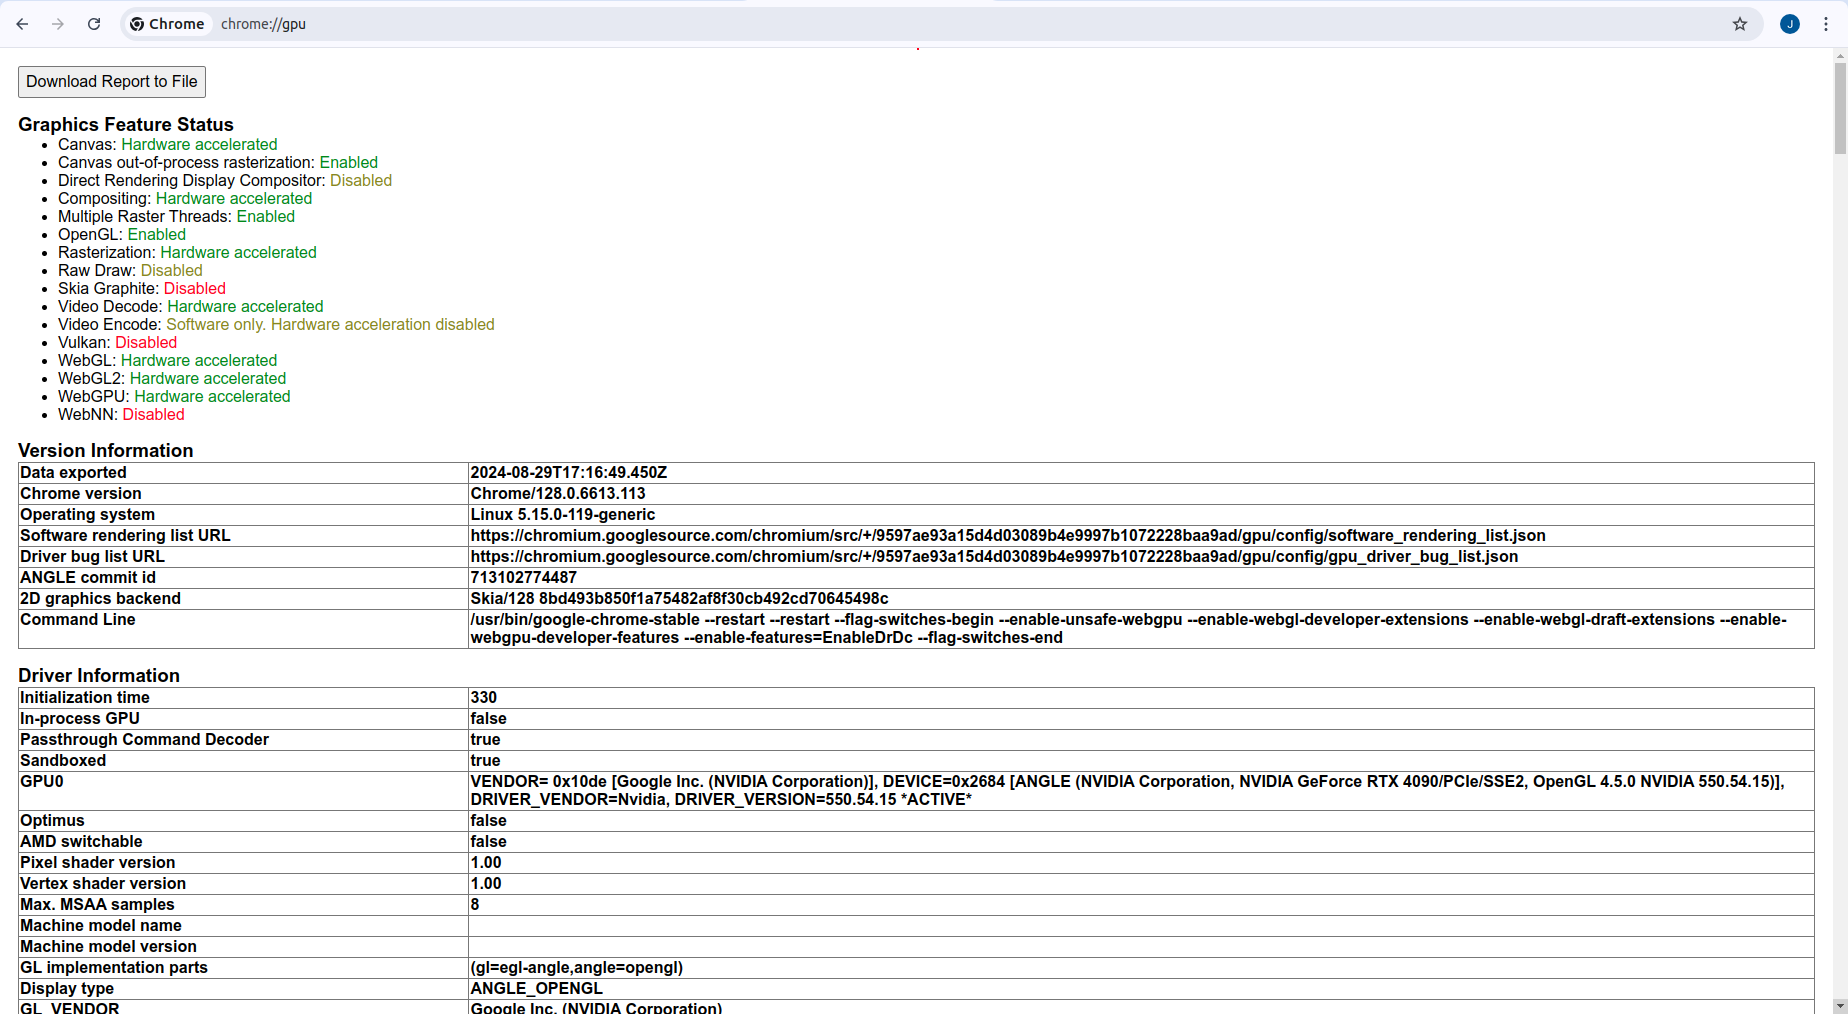 Chrome chrome://gpu
J
Download Report to File
Graphics Feature Status
Canvas: Hardware accelerated
Canvas out-of-process rasterization: Enabled
Direct Rendering Display Compositor: Disabled
Compositing: Hardware accelerated
Multiple Raster Threads: Enabled
OpenGL: Enabled
Rasterization: Hardware accelerated
Raw Draw: Disabled
Skia Graphite: Disabled
Video Decode: Hardware accelerated
Video Encode: Software only. Hardware acceleration disabled
Vulkan: Disabled
WebGL: Hardware accelerated
WebGL2: Hardware accelerated
WebGPU: Hardware accelerated
WebNN: Disabled
Version Information
Data exported 2024-08-29T17:16:49.450Z
Chrome version Chrome/128.0.6613.113
Operating system Linux 5.15.0-119-generic
Software rendering list URL https://chromium.googlesource.com/chromium/src/+/9597ae93a15d4d03089b4e9997b1072228baa9ad/gpu/config/software_rendering_list.json
Driver bug list URL https://chromium.googlesource.com/chromium/src/+/9597ae93a15d4d03089b4e9997b1072228baa9ad/gpu/config/gpu_driver_bug_list.json
ANGLE commit id 713102774487
2D graphics backend Skia/128 8bd493b850f1a75482af8f30cb492cd70645498c
Command Line /usr/bin/google-chrome-stable --restart --restart --flag-switches-begin --enable-unsafe-webgpu --enable-webgl-developer-extensions --enable-webgl-draft-extensions --enable-
webgpu-developer-features --enable-features=EnableDrDc --flag-switches-end
Driver Information
Initialization time 330
In-process GPU false
Passthrough Command Decoder true
Sandboxed true
GPU0 VENDOR= 0x10de [Google Inc. (NVIDIA Corporation)], DEVICE=0x2684 [ANGLE (NVIDIA Corporation, NVIDIA GeForce RTX 4090/PCIe/SSE2, OpenGL 4.5.0 NVIDIA 550.54.15)],
DRIVER_VENDOR=Nvidia, DRIVER_VERSION=550.54.15 *ACTIVE*
Optimus false
AMD switchable false
Pixel shader version 1.00
Vertex shader version 1.00
Max. MSAA samples 8
Machine model name
Machine model version
GL implementation parts (gl=egl-angle,angle=opengl)
Display type ANGLE_OPENGL
GL_VENDOR Google Inc. (NVIDIA Corporation)